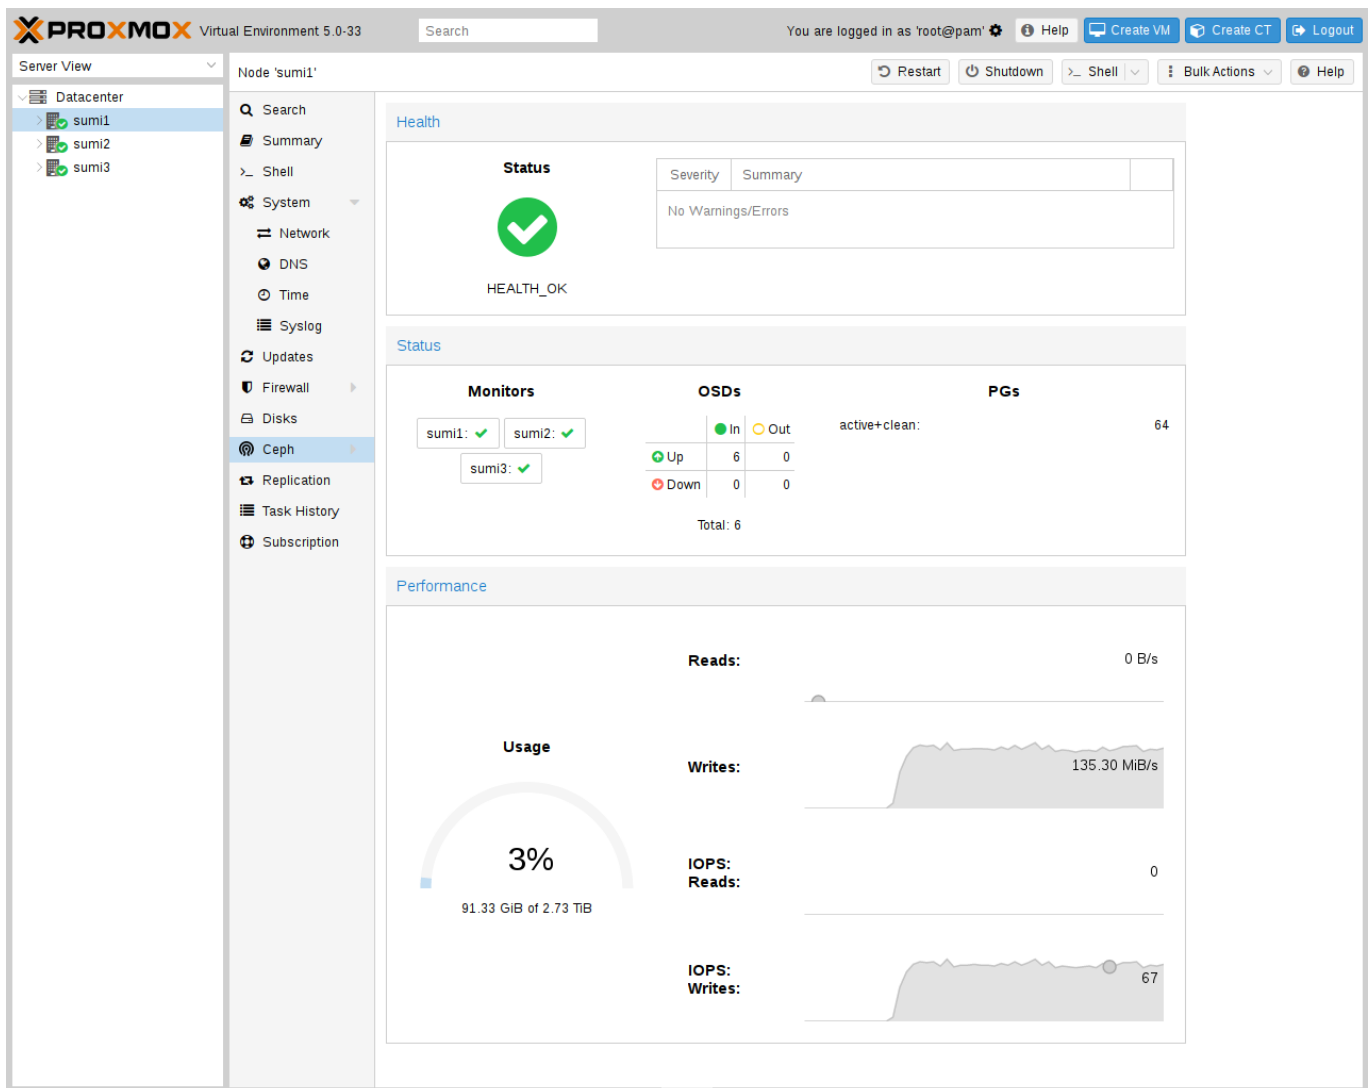 PROXMOX Virtual Environment 5.0-33 Search You are logged in as 'root@pam' Help Create VM Create CT Logout
Server View
Node 'sumi1' Restart Shutdown >_ Shell Bulk Actions Help
Datacenter
sumi1
sumi2
sumi3
Search
Summary
>_ Shell
System
Network
DNS
Time
Syslog
Updates
Firewall
Disks
Ceph
Replication
Task History
Subscription
Health
Status
HEALTH_OK
Severity Summary
No Warnings/Errors
Status
Monitors
sumi1: sumi2:
sumi3:
OSDs
In Out
Up 6 0
Down 0 0
Total: 6
PGs
active+clean: 64
Performance
Usage
3%
91.33 GiB of 2.73 TiB
Reads: 0 B/s
Writes: 135.30 MiB/s
IOPS:
Reads: 0
IOPS:
Writes: 67